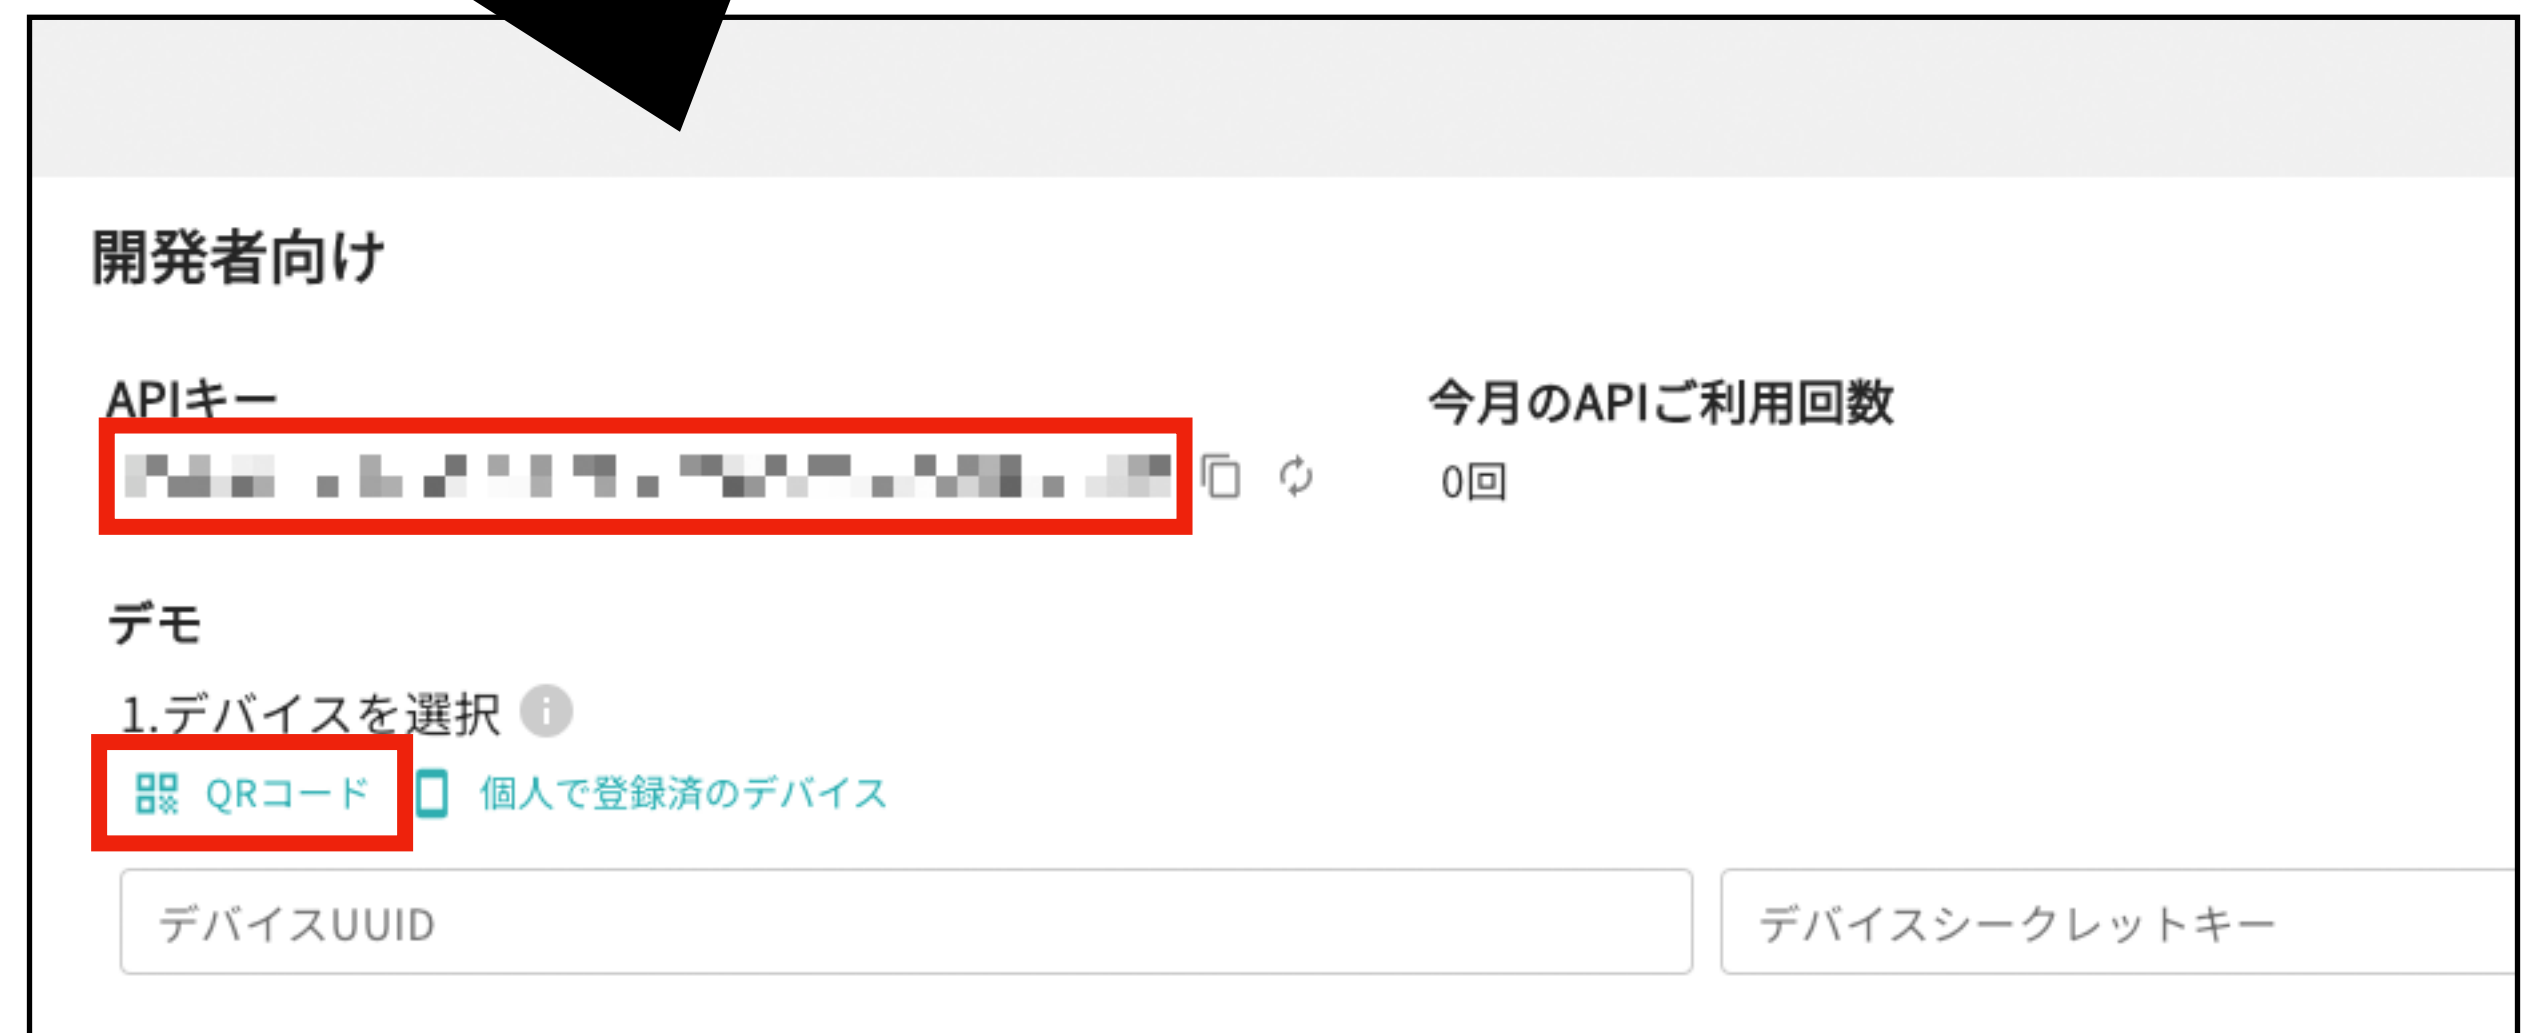 開発者向け
APIキー
今月のAPIご利用回数
0回
デモ
1.デバイスを選択
QRコード
個人で登録済のデバイス
デバイスUUID
デバイスシークレットキー